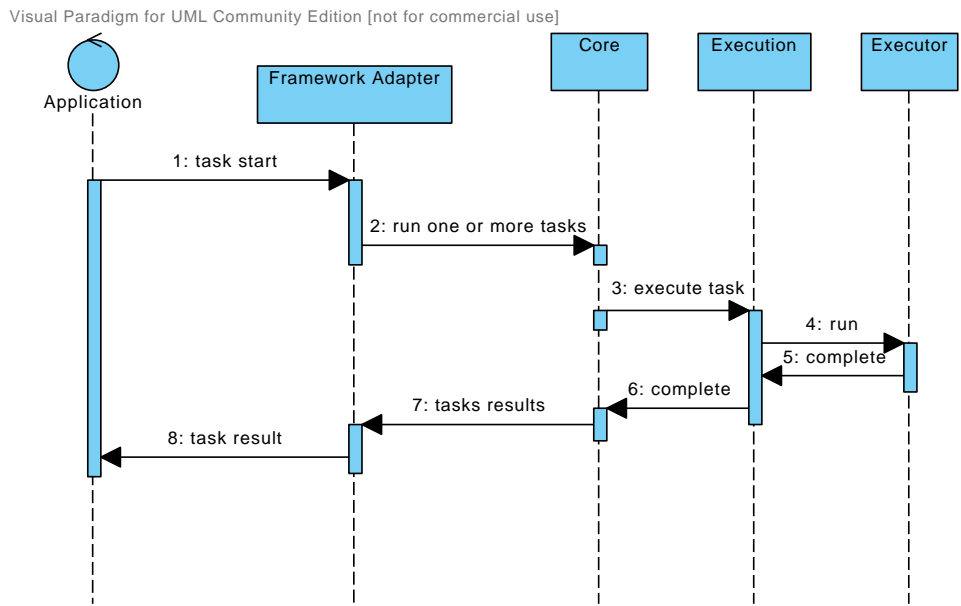 Visual Paradigm for UML Community Edition [not for commercial use]
Application
Framework Adapter
Core
Execution
Executor
1: task start
2: run one or more tasks
3: execute task
4: run
5: complete
6: complete
7: tasks results
8: task result